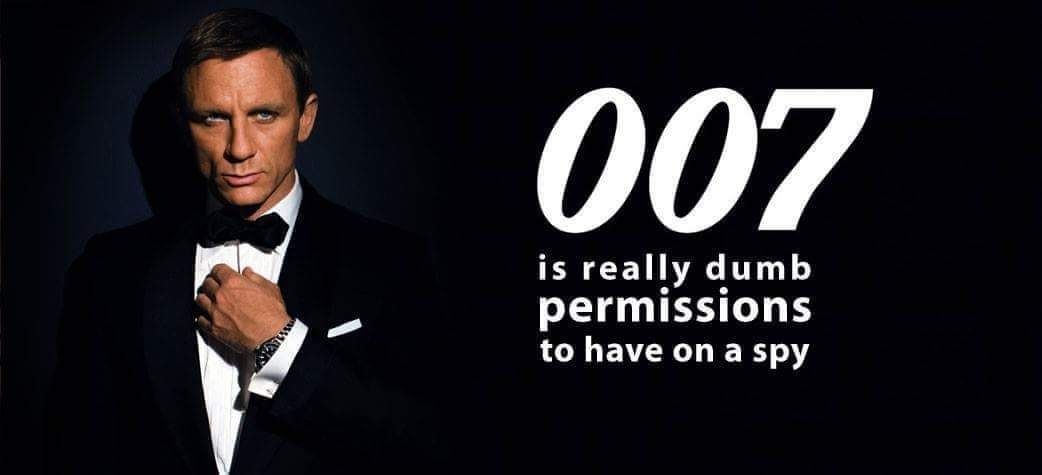 007
is really dumb
permissions
to have on a spy